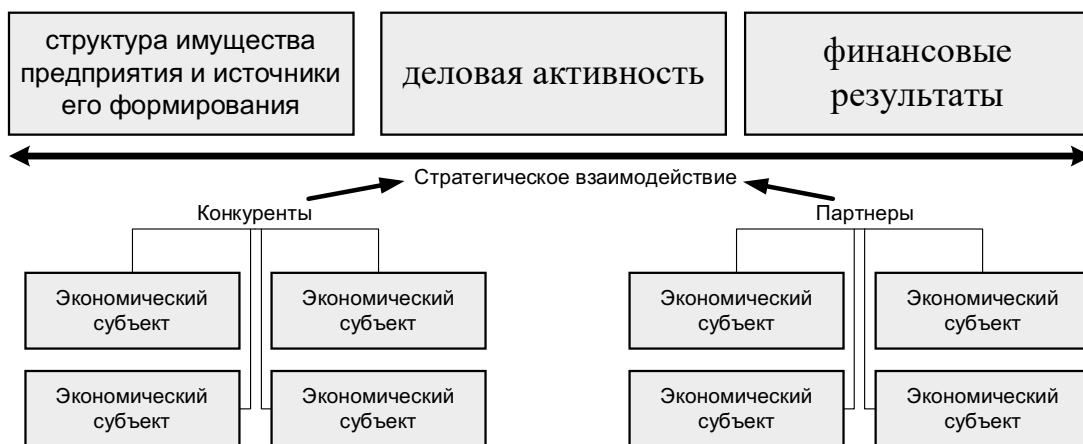 структура имущества
предприятия и источники
его формирования
деловая активность
финансовые
результаты
Стратегическое взаимодействие
Конкуренты
Партнеры
Экономический
субъект
Экономический
субъект
Экономический
субъект
Экономический
субъект
Экономический
субъект
Экономический
субъект
Экономический
субъект
Экономический
субъект